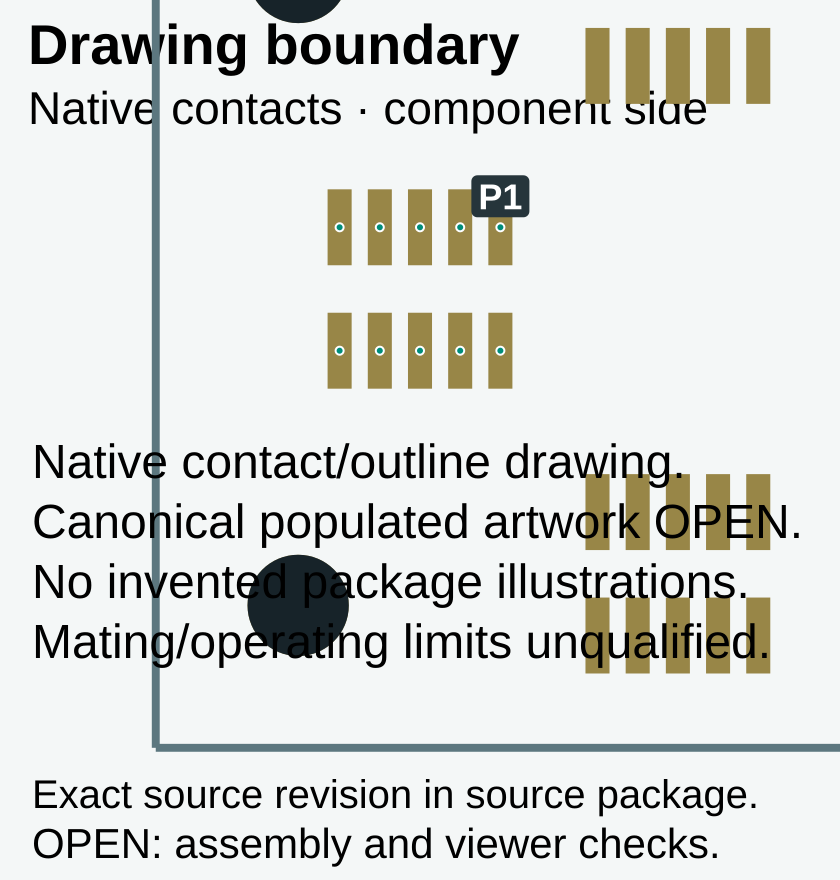 Drawing boundary
Native contacts · component side
P1
Native contact/outline drawing.
Canonical populated artwork OPEN.
No invented package illustrations.
Mating/operating limits unqualified.
Exact source revision in source package.
OPEN: assembly and viewer checks.